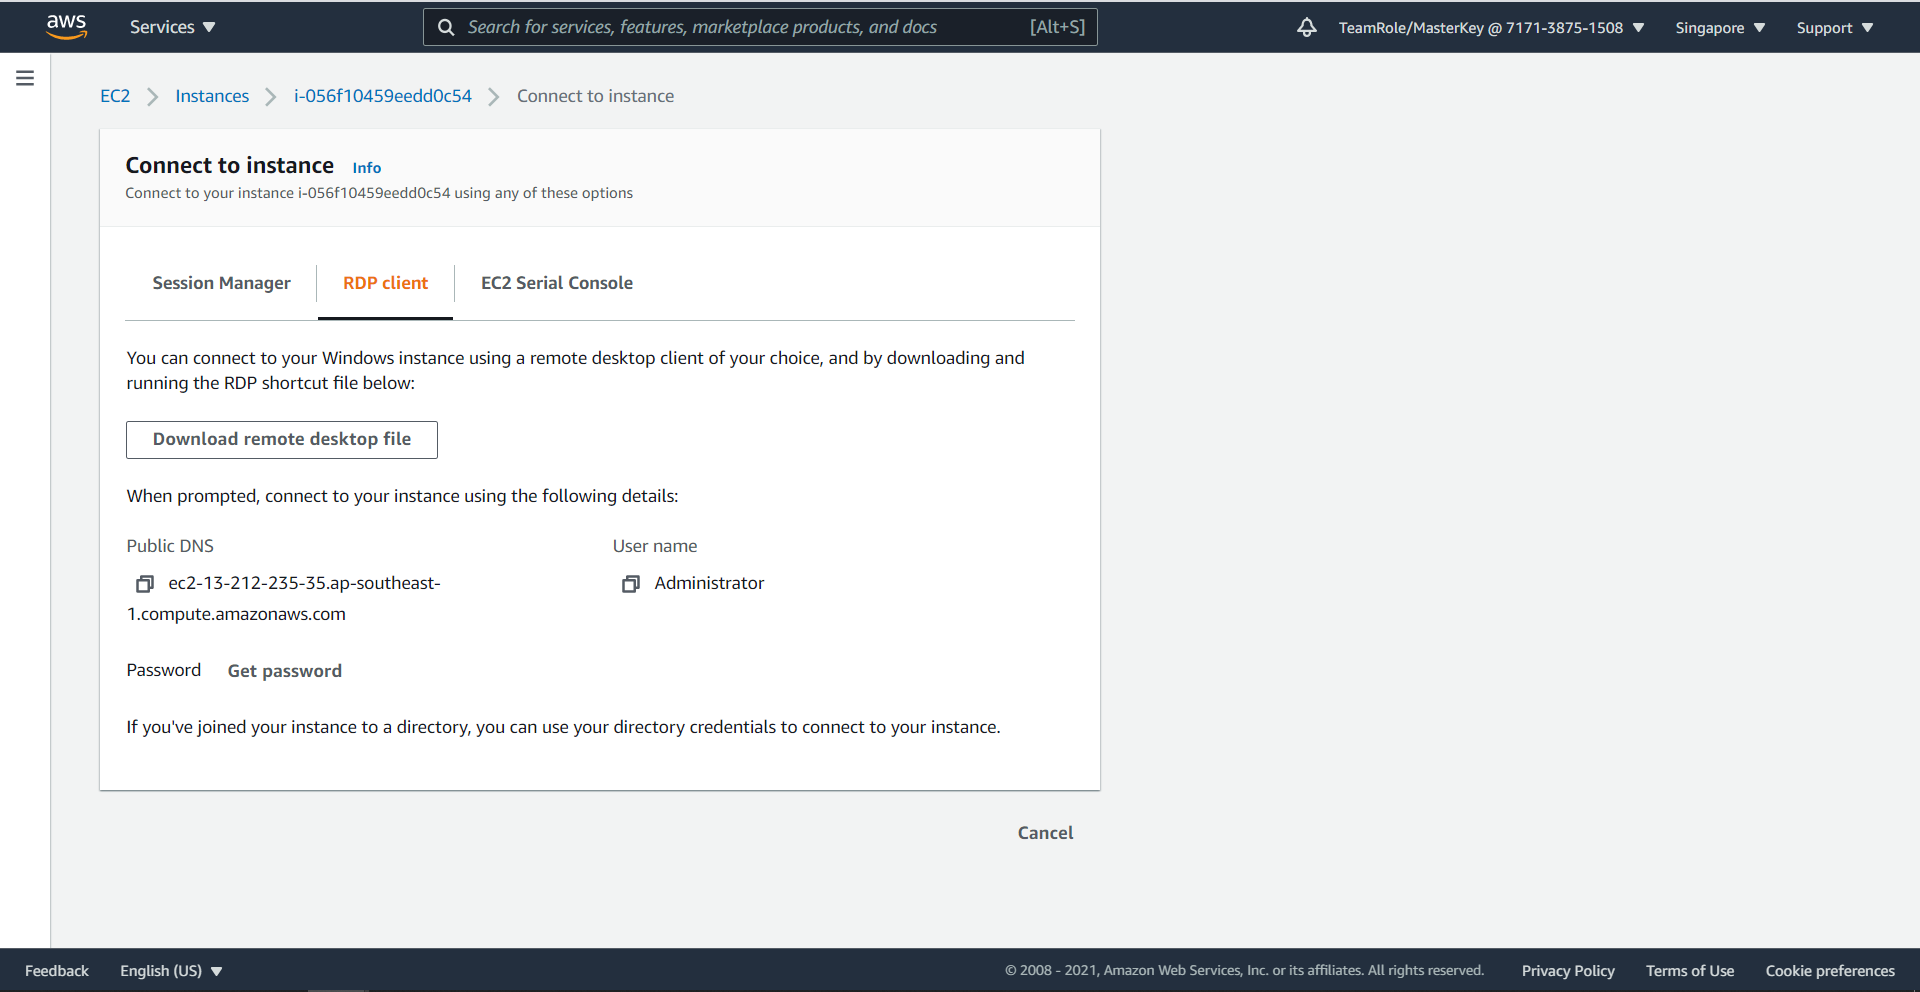 aws
Services
Search for services, features, marketplace products, and docs
[Alt+S]
TeamRole/MasterKey @ 7171-3875-1508
Singapore
Support
EC2
Instances
i-056f10459eedd0c54
Connect to instance
Connect to instance
Info
Connect to your instance i-056f10459eedd0c54 using any of these options
Session Manager
RDP client
EC2 Serial Console
You can connect to your Windows instance using a remote desktop client of your choice, and by downloading and
running the RDP shortcut file below:
Download remote desktop file
When prompted, connect to your instance using the following details:
Public DNS
ec2-13-212-235-35.ap-southeast-
1.compute.amazonaws.com
User name
Administrator
Password
Get password
If you've joined your instance to a directory, you can use your directory credentials to connect to your instance.
Cancel
Feedback
English (US)
© 2008 - 2021, Amazon Web Services, Inc. or its affiliates. All rights reserved.
Privacy Policy
Terms of Use
Cookie preferences